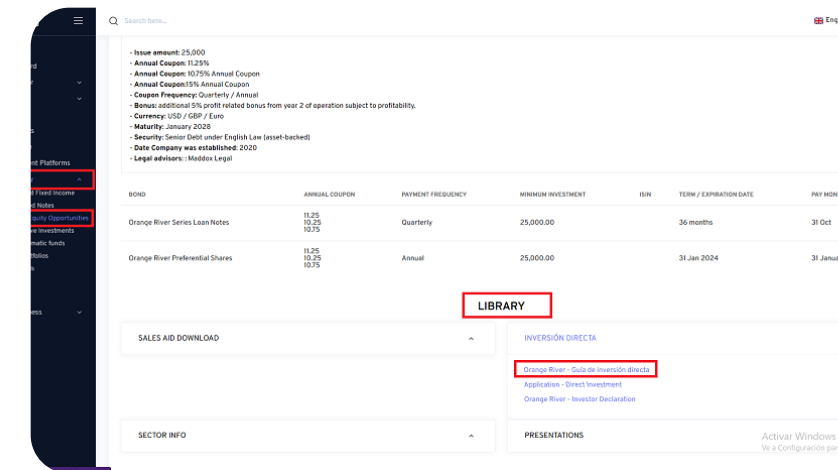 Search here...
Eng
- Issue amount: 25,000
- Annual Coupon: 11.25%
- Annual Coupon: 10.75% Annual Coupon
- Annual Coupon:15% Annual Coupon
- Coupon Frequency: Quarterly / Annual
- Bonus: additional 5% profit related bonus from year 2 of operation subject to profitability.
- Currency: USD / GBP / Euro
- Maturity: January 2028
- Security: Senior Debt under English Law (asset-backed)
- Date Company was established: 2020
- Legal advisors: : Maddox Legal
nt Platforms
Fixed Income
d Notes
Equity Opportunities
ve Investments
matic funds
tfolios
ess
BOND ANNUAL COUPON PAYMENT FREQUENCY MINIMUM INVESTMENT ISIN TERM / EXPIRATION DATE PAY MON
Orange River Series Loan Notes 11.25 10.25 10.75 Quarterly 25,000.00 36 months 31 Oct
Orange River Preferential Shares 11.25 10.25 10.75 Annual 25,000.00 31 Jan 2024 31 Janua
LIBRARY
SALES AID DOWNLOAD
INVERSIÓN DIRECTA
Orange River - Guía de inversión directa
Application - Direct Investment
Orange River - Investor Declaration
SECTOR INFO
PRESENTATIONS
Activar Windows
Ve a Configuración par